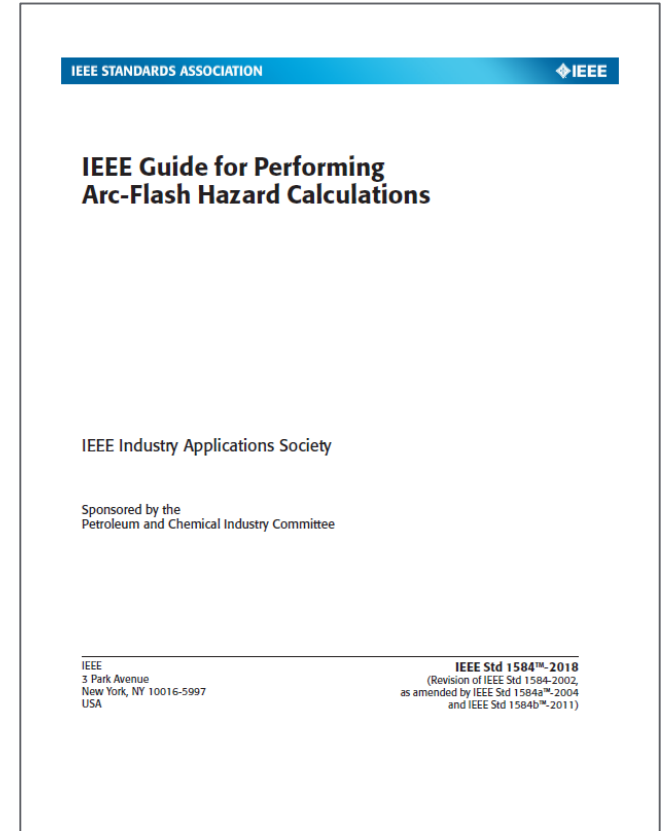 IEEE STANDARDS ASSOCIATION
IEEE
IEEE Guide for Performing
Arc-Flash Hazard Calculations
IEEE Industry Applications Society
Sponsored by the
Petroleum and Chemical Industry Committee
IEEE
3 Park Avenue
New York, NY 10016-5997
USA
IEEE Std 1584™-2018
(Revision of IEEE Std 1584-2002,
as amended by IEEE Std 1584a™-2004
and IEEE Std 1584b™-2011)